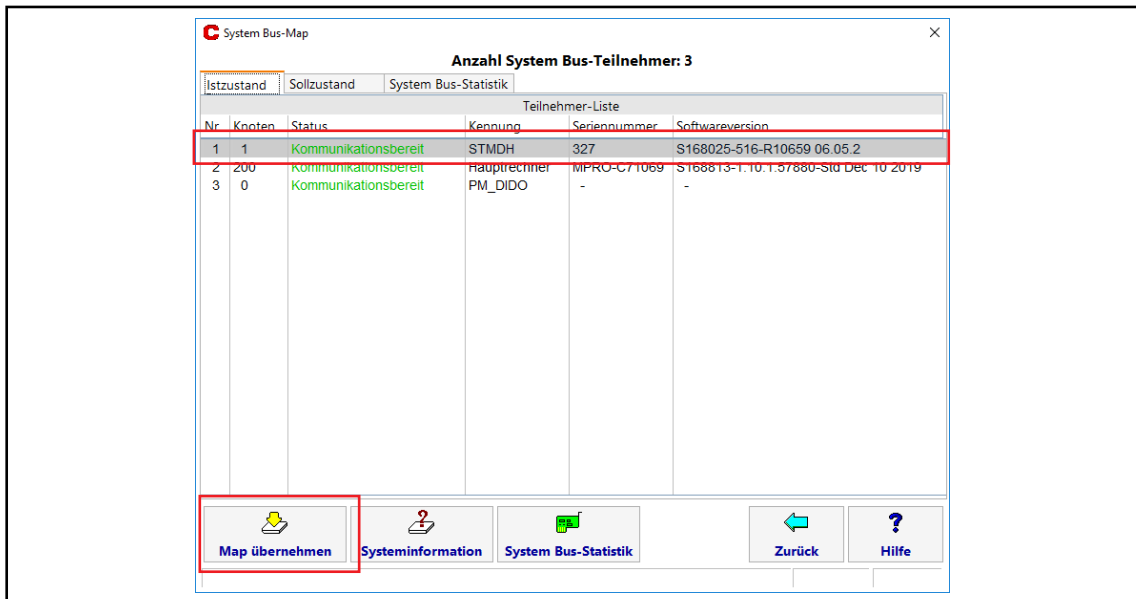 C System Bus-Map
Anzahl System Bus-Teilnehmer: 3
Istzustand Sollzustand System Bus-Statistik
Teilnehmer-Liste
Nr. Knoten Status Kennung Seriennummer Softwareversion
1 1 Kommunikationsbereit STMDH 327 S168025-516-R10659 06.05.2
2 200 Kommunikationsbereit Hauptrechner MPRO-C71069 S168813-1.10.1.57880-Std Dec 10 2019
3 0 Kommunikationsbereit PM_DIDO - -
Map übernehmen Systeminformation System Bus-Statistik Zurück Hilfe